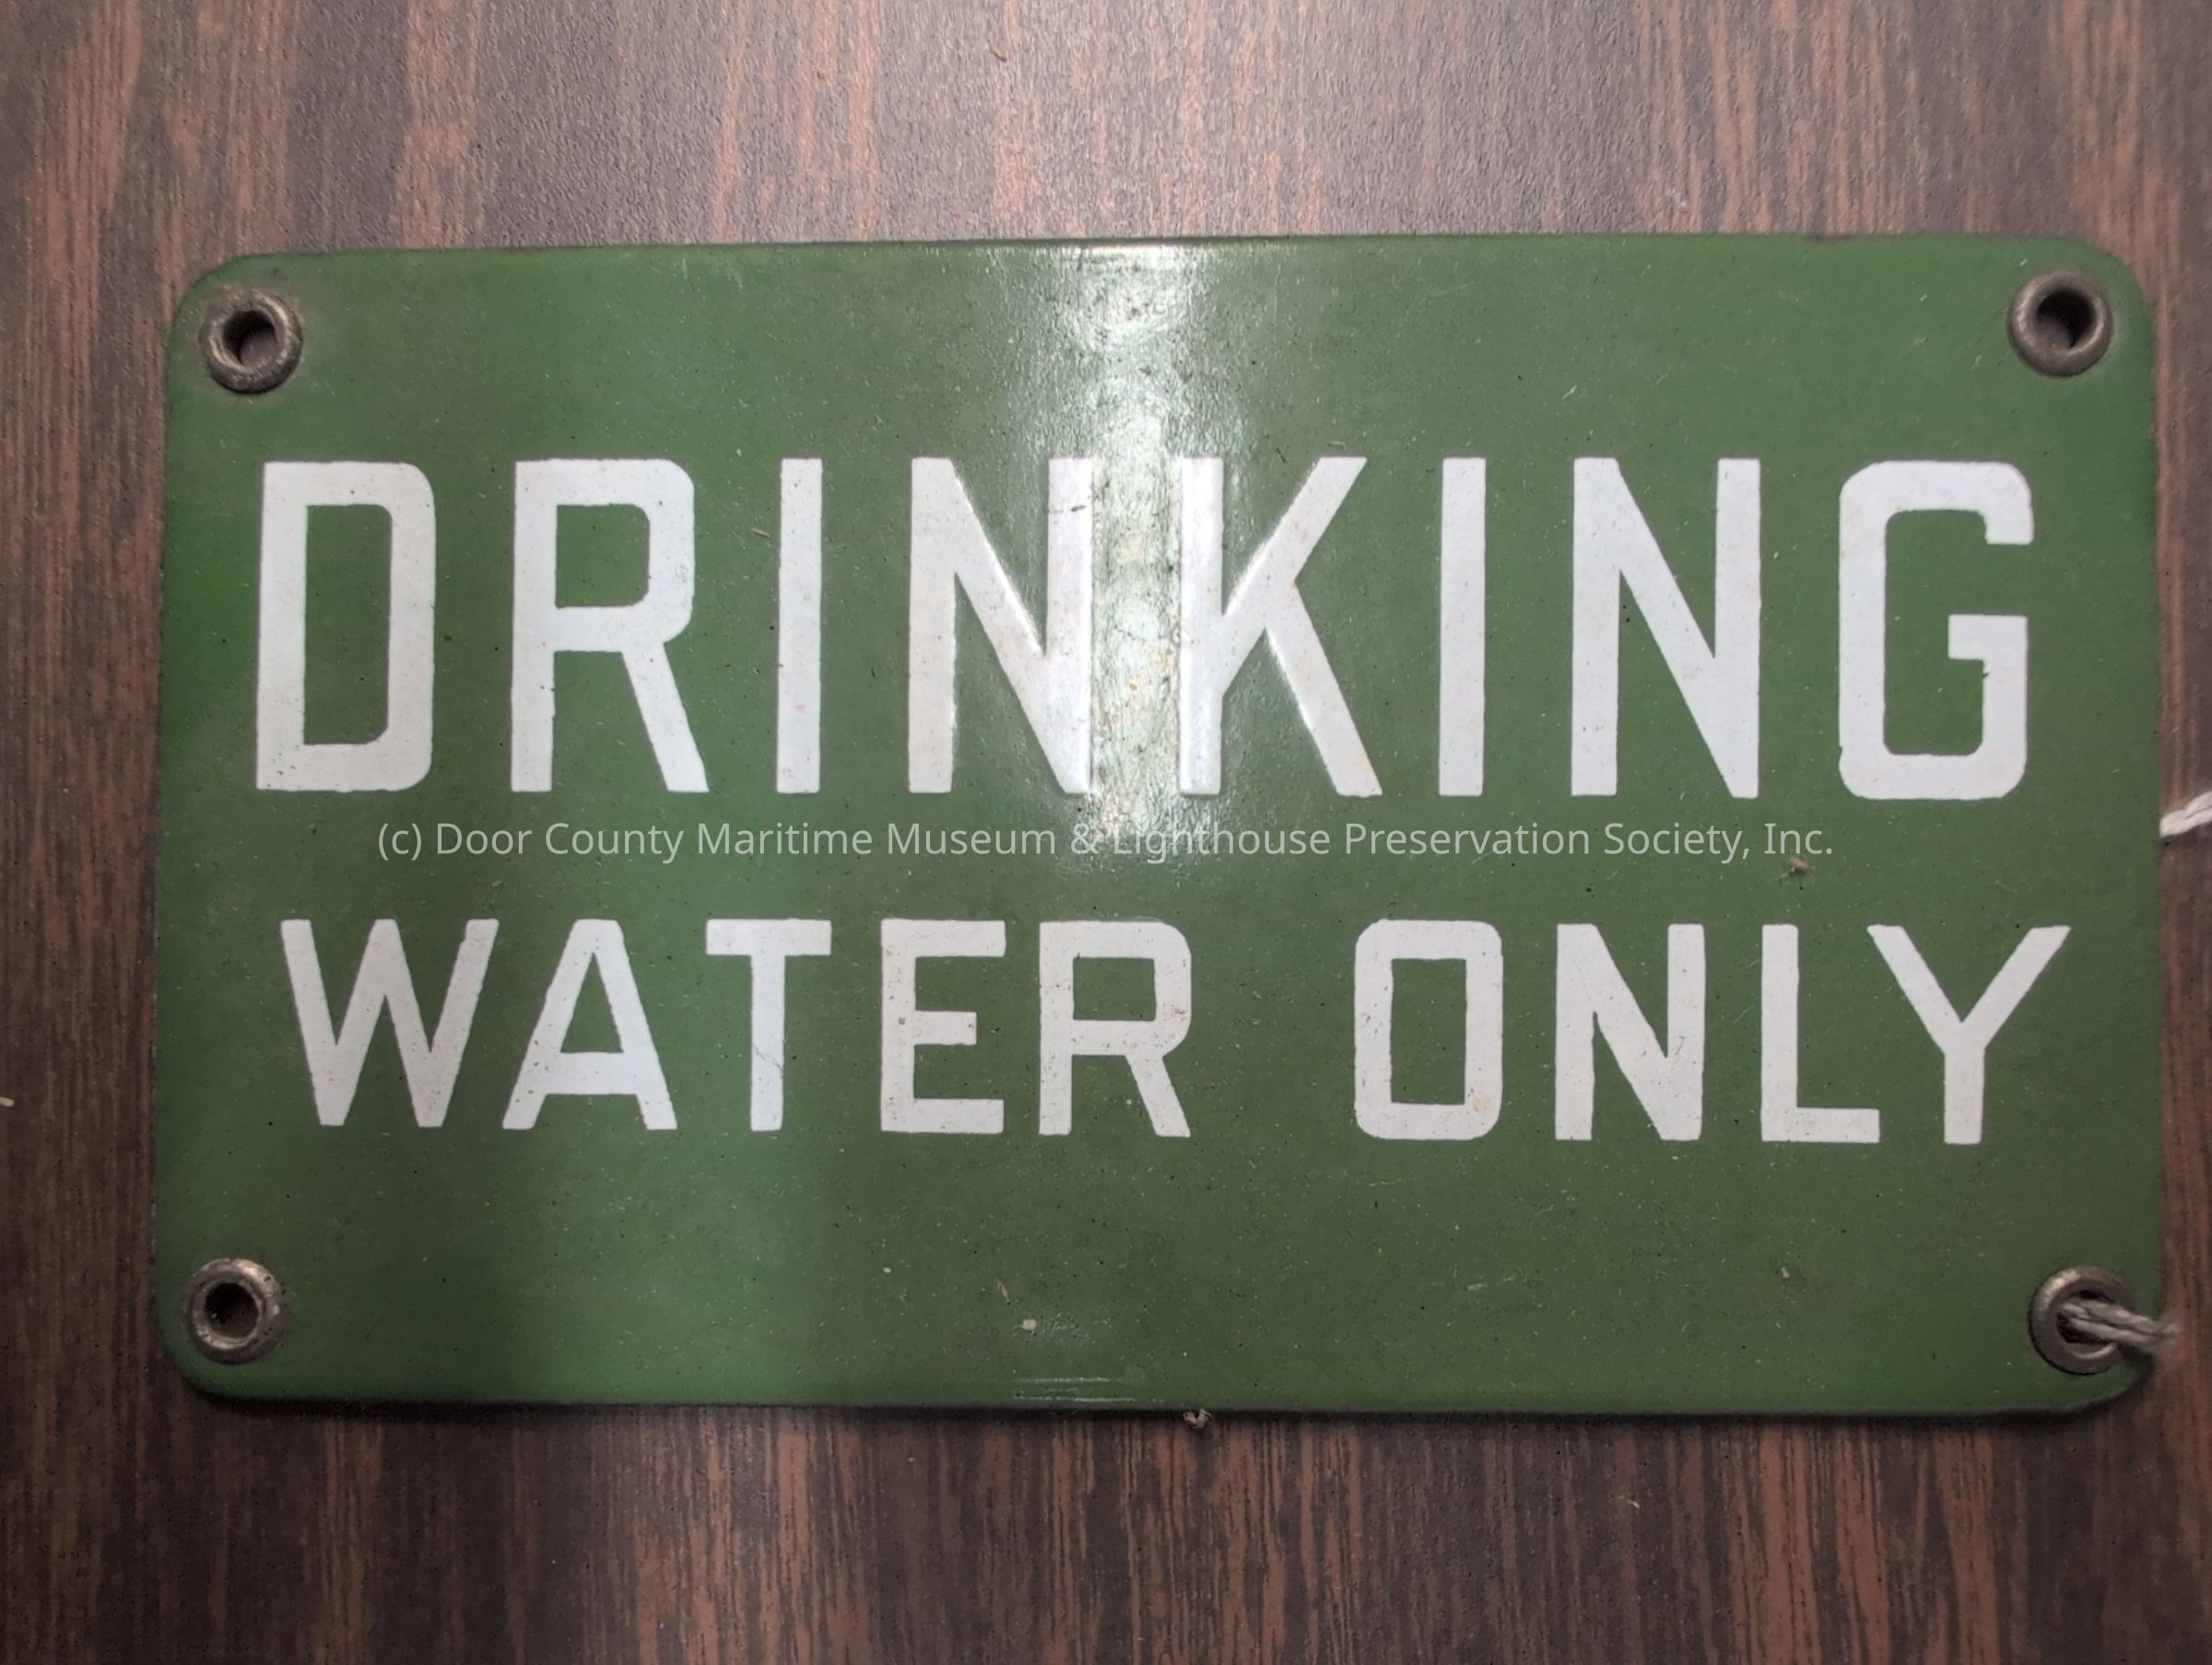 DRINKING
(c) Door County Maritime Museum & Lighthouse Preservation Society, Inc.
WATER ONLY